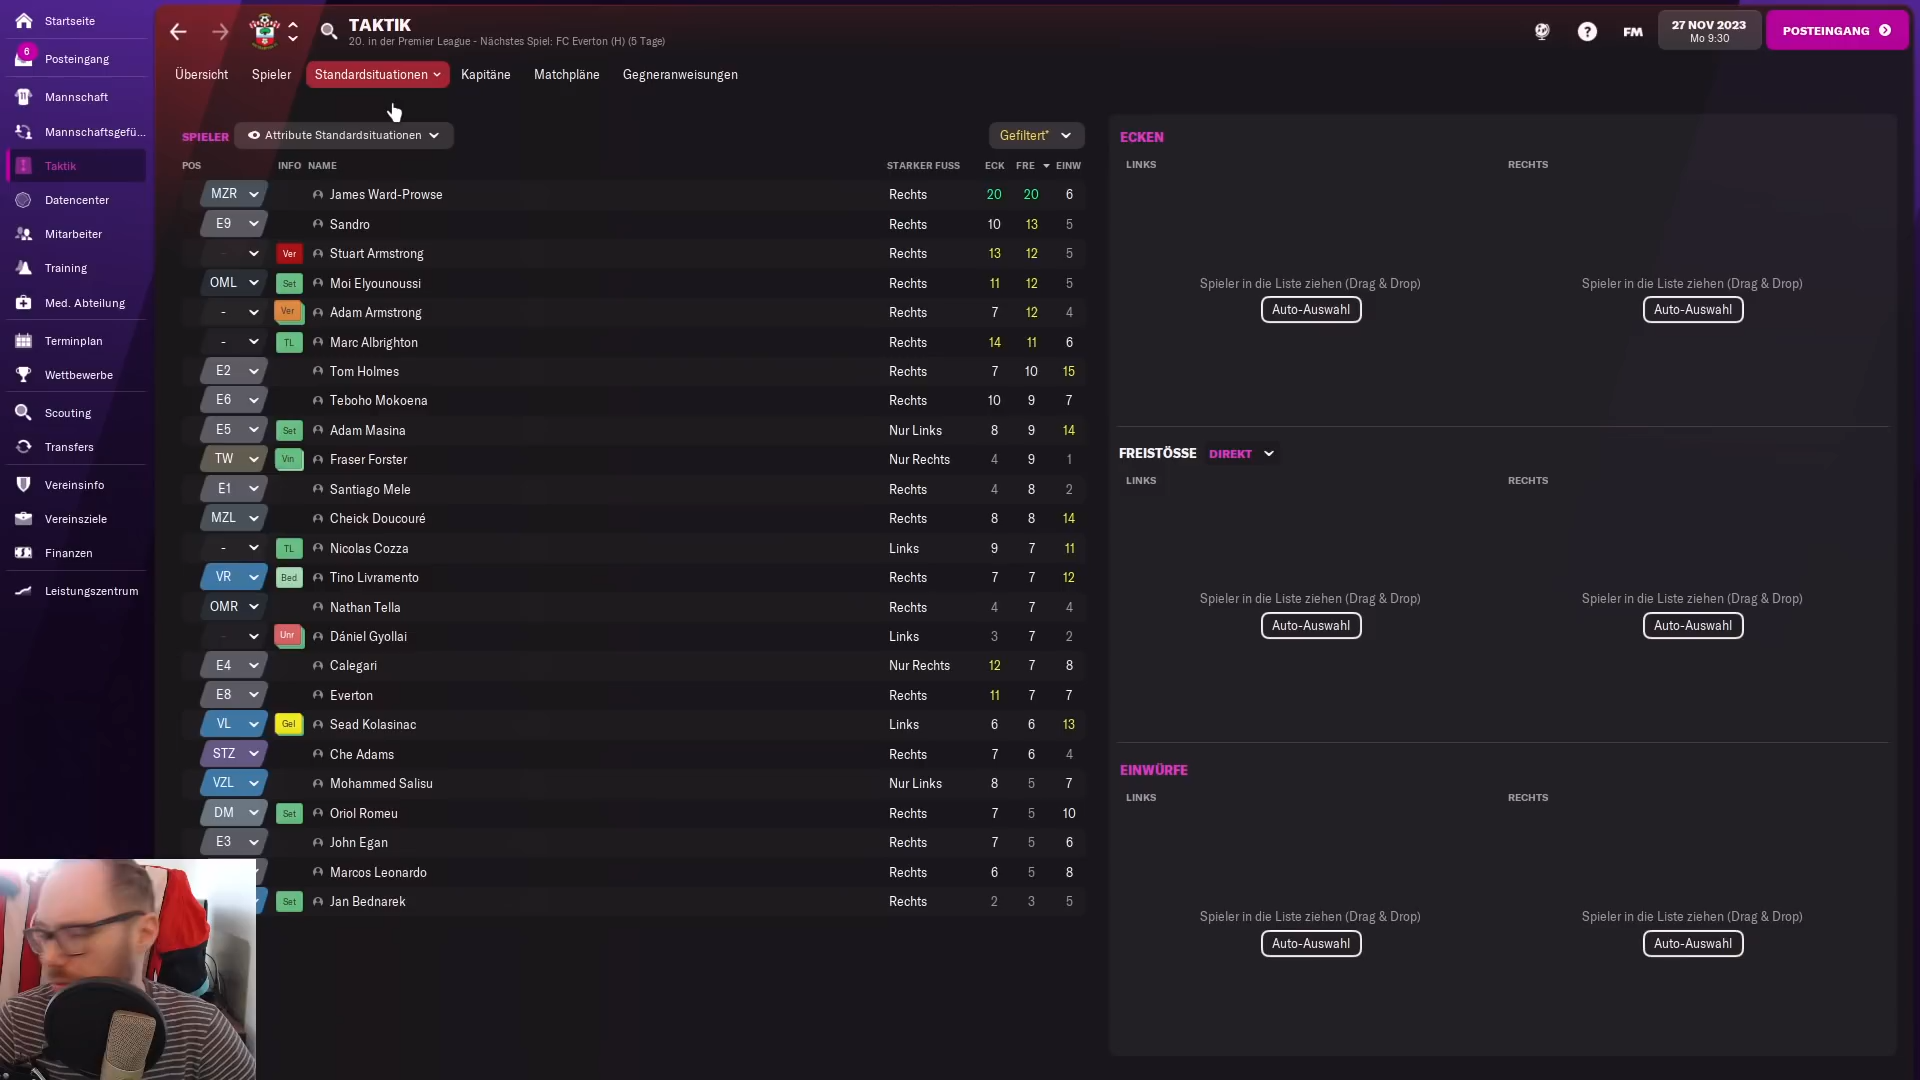 Startseite
6
Posteingang
Mannschaft
Mannschaftsgefü...
Taktik
Datencenter
Mitarbeiter
Training
Med. Abteilung
Terminplan
Wettbewerbe
Scouting
Transfers
Vereinsinfo
Vereinsziele
Finanzen
Leistungszentrum
TAKTIK
20. in der Premier League - Nächstes Spiel: FC Everton (H) (5 Tage)
FM
27 NOV 2023
Mo 9:30
POSTEINGANG
Übersicht Spieler Standardsituationen Kapitäne Matchpläne Gegneranweisungen
SPIELER Attribute Standardsituationen Gefiltert*
POS INFO NAME STARKER FUSS ECK FRE EINW
MZR James Ward-Prowse Rechts 20 20 6
E9 Sandro Rechts 10 13 5
- Ver Stuart Armstrong Rechts 13 12 5
OML Set Moi Elyounoussi Rechts 11 12 5
- Ver Adam Armstrong Rechts 7 12 4
- TL Marc Albrighton Rechts 14 11 6
E2 Tom Holmes Rechts 7 10 15
E6 Teboho Mokoena Rechts 10 9 7
E5 Set Adam Masina Nur Links 8 9 14
TW Vin Fraser Forster Nur Rechts 4 9 1
E1 Santiago Mele Rechts 4 8 2
MZL Cheick Doucouré Rechts 8 8 14
- TL Nicolas Cozza Links 9 7 11
VR Bed Tino Livramento Rechts 7 7 12
OMR Nathan Tella Rechts 4 7 4
- Unr Dániel Gyollai Links 3 7 2
E4 Calegari Nur Rechts 12 7 8
E8 Everton Rechts 11 7 7
VL Gel Sead Kolasinac Links 6 6 13
STZ Che Adams Rechts 7 6 4
VZL Mohammed Salisu Nur Links 8 5 7
DM Set Oriol Romeu Rechts 7 5 10
E3 John Egan Rechts 7 5 6
Marcos Leonardo Rechts 6 5 8
Set Jan Bednarek Rechts 2 3 5
ECKEN
LINKS RECHTS
Spieler in die Liste ziehen (Drag & Drop) Spieler in die Liste ziehen (Drag & Drop)
Auto-Auswahl Auto-Auswahl
FREISTÖSSE DIREKT
LINKS RECHTS
Spieler in die Liste ziehen (Drag & Drop) Spieler in die Liste ziehen (Drag & Drop)
Auto-Auswahl Auto-Auswahl
EINWÜRFE
LINKS RECHTS
Spieler in die Liste ziehen (Drag & Drop) Spieler in die Liste ziehen (Drag & Drop)
Auto-Auswahl Auto-Auswahl